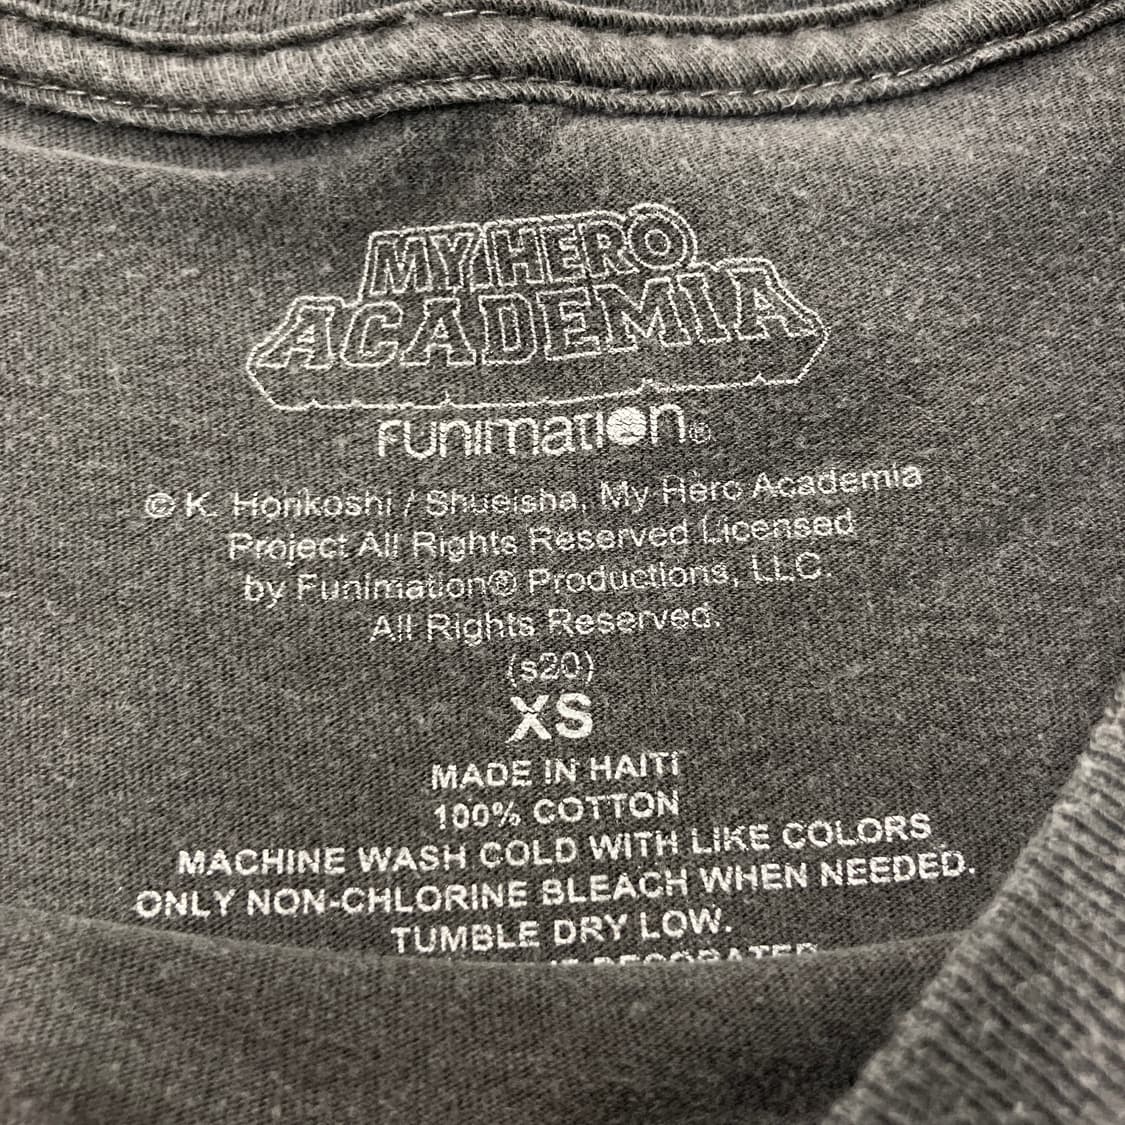 MY HERO
ACADEMIA
FUNIMATION®
© K. Horikoshi / Shueisha, My Hero Academia
Project All Rights Reserved Licensed
by Funimation® Productions, LLC.
All Rights Reserved.
(s20)
XS
MADE IN HAITI
100% COTTON
MACHINE WASH COLD WITH LIKE COLORS
ONLY NON-CHLORINE BLEACH WHEN NEEDED.
TUMBLE DRY LOW.
IF DECORATED